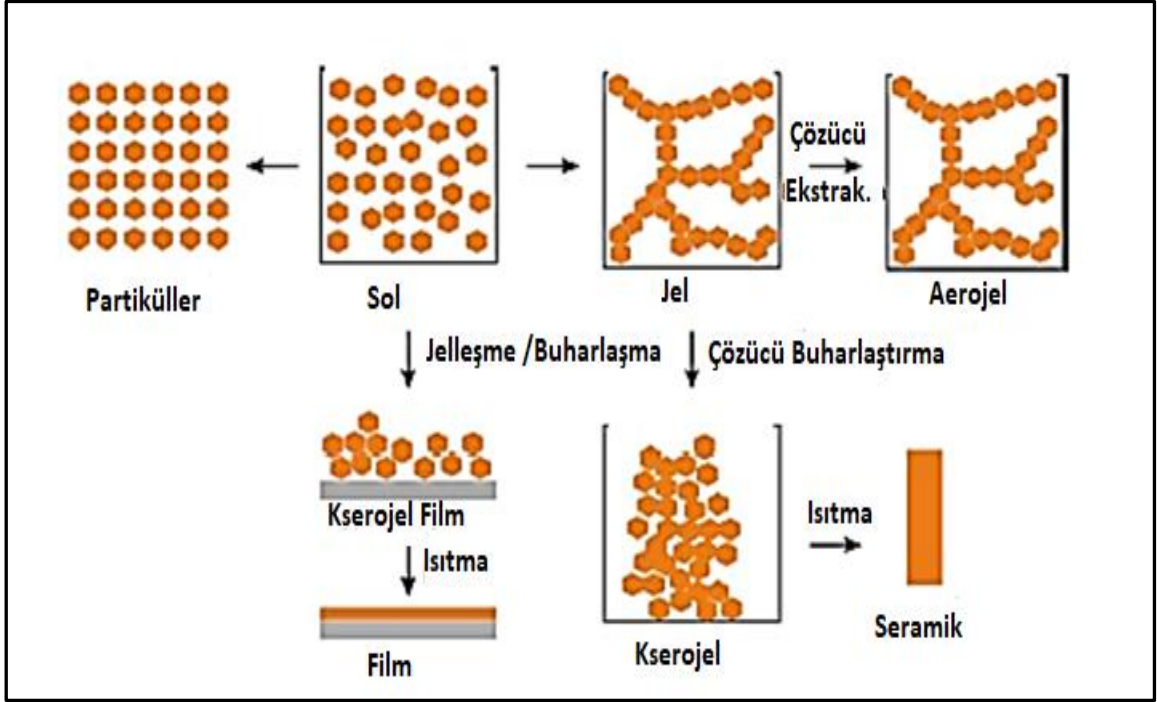 Çözücü
Ekstrak.
Partiküller
Sol
Jel
Aerojel
Jelleşme /Buharlaşma
Çözücü Buharlaştırma
Kserojel Film
Isıtma
Isıtma
Film
Kserojel
Seramik